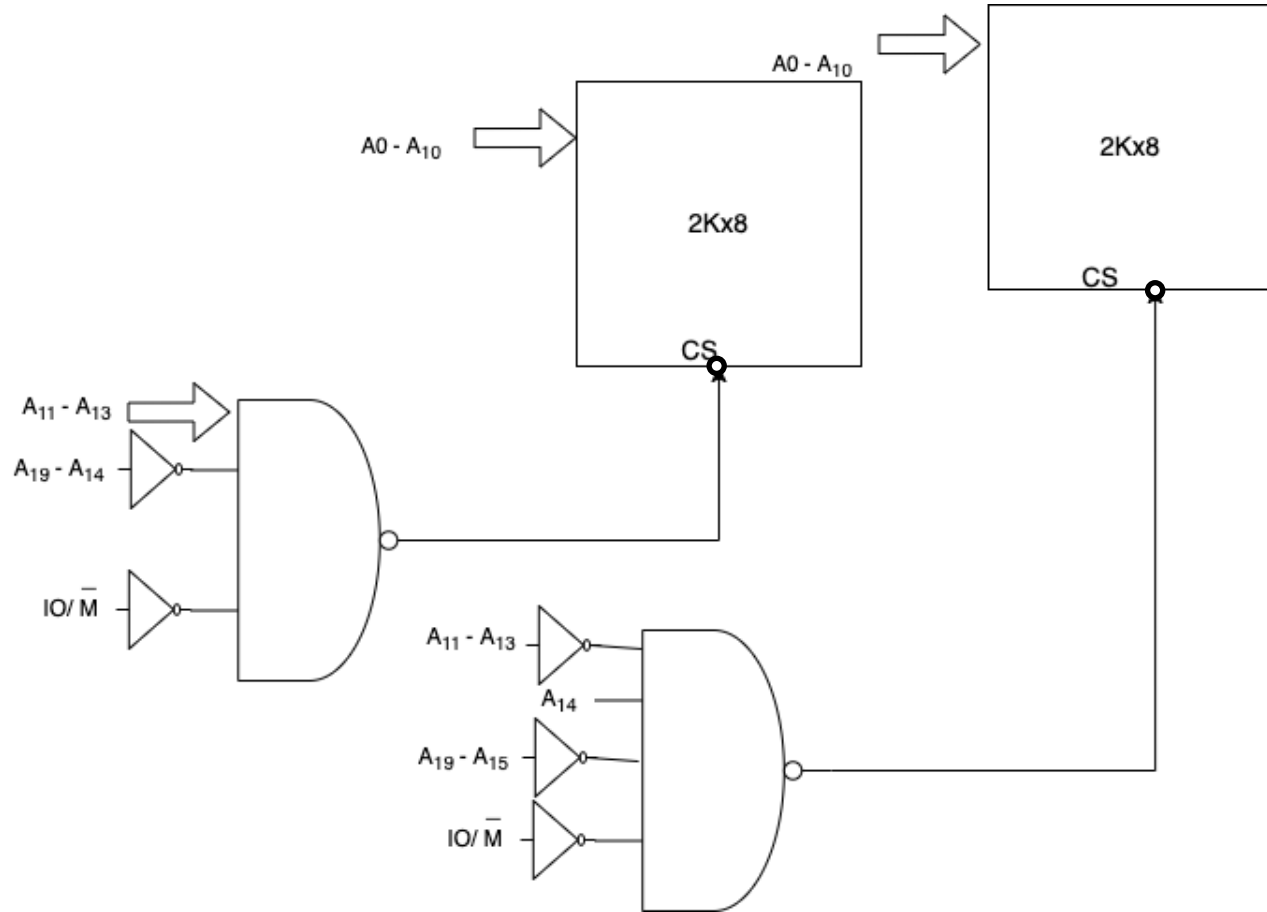 A0 - A₁₀
A0 - A₁₀
2Kx8
2Kx8
CS
CS
A₁₁ - A₁₃
A₁₉ - A₁₄
IO/ M̅
A₁₁ - A₁₃
A₁₄
A₁₉ - A₁₅
IO/ M̅